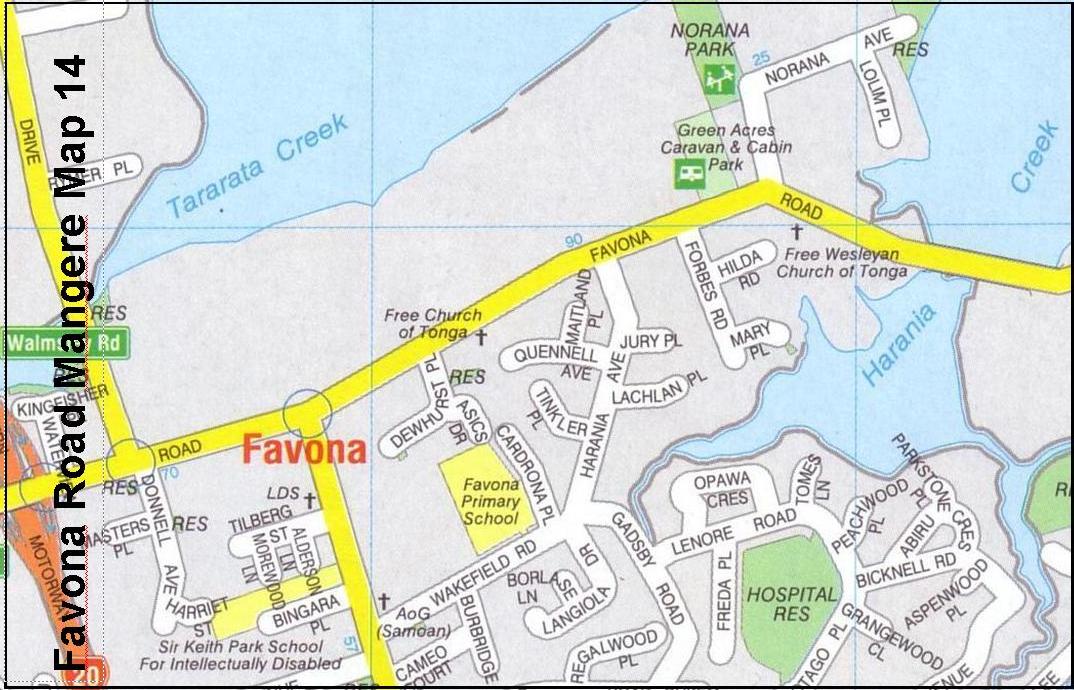 Favona Road Mangere Map 14
DRIVE
PL
Tararata Creek
NORANA
PARK
25
NORANA
AVE
RES
LOLIM PL
Green Acres
Caravan & Cabin
Park
Creek
ROAD
Free Wesleyan
Church of Tonga
90
FAVONA
FORBES RD
HILDA
RD
MARY
PL
Harania
RES
Walms y Rd
Free Church
of Tonga
MAITLAND
PL
QUENNELL
AVE
JURY PL
LACHLAN PL
TINKLER
PL
HARANIA
AVE
RES
DEWHURST PL
ASICS
DR
CARDRONA PL
KINGFISHER
ROAD
70
Favona
RES
DONNELL
AVE
MASTERS
PL
RES
LDS
TILBERG
ST
MOREWOOD
LN
ALDERSON
LN
HARRIET
ST
BINGARA
PL
Sir Keith Park School
For Intellectually Disabled
57
MOTORWAY
20
Favona
Primary
School
WAKEFIELD RD
AoG
(Samoan)
BURBRIDGE
CAMEO
COURT
BORLASE
LN
LANGIOLA
DR
GADSBY
ROAD
REGALWOOD
PL
OPAWA
CRES
TOMES
LN
LENORE ROAD
FREDA PL
HOSPITAL
RES
PEACHWOOD
PL
PARKSTONE
PL
CRES
ABIRU
BICKNELL RD
ASPENWOOD
PL
GRANGEWOOD
CL
TAGO PL
ENUE